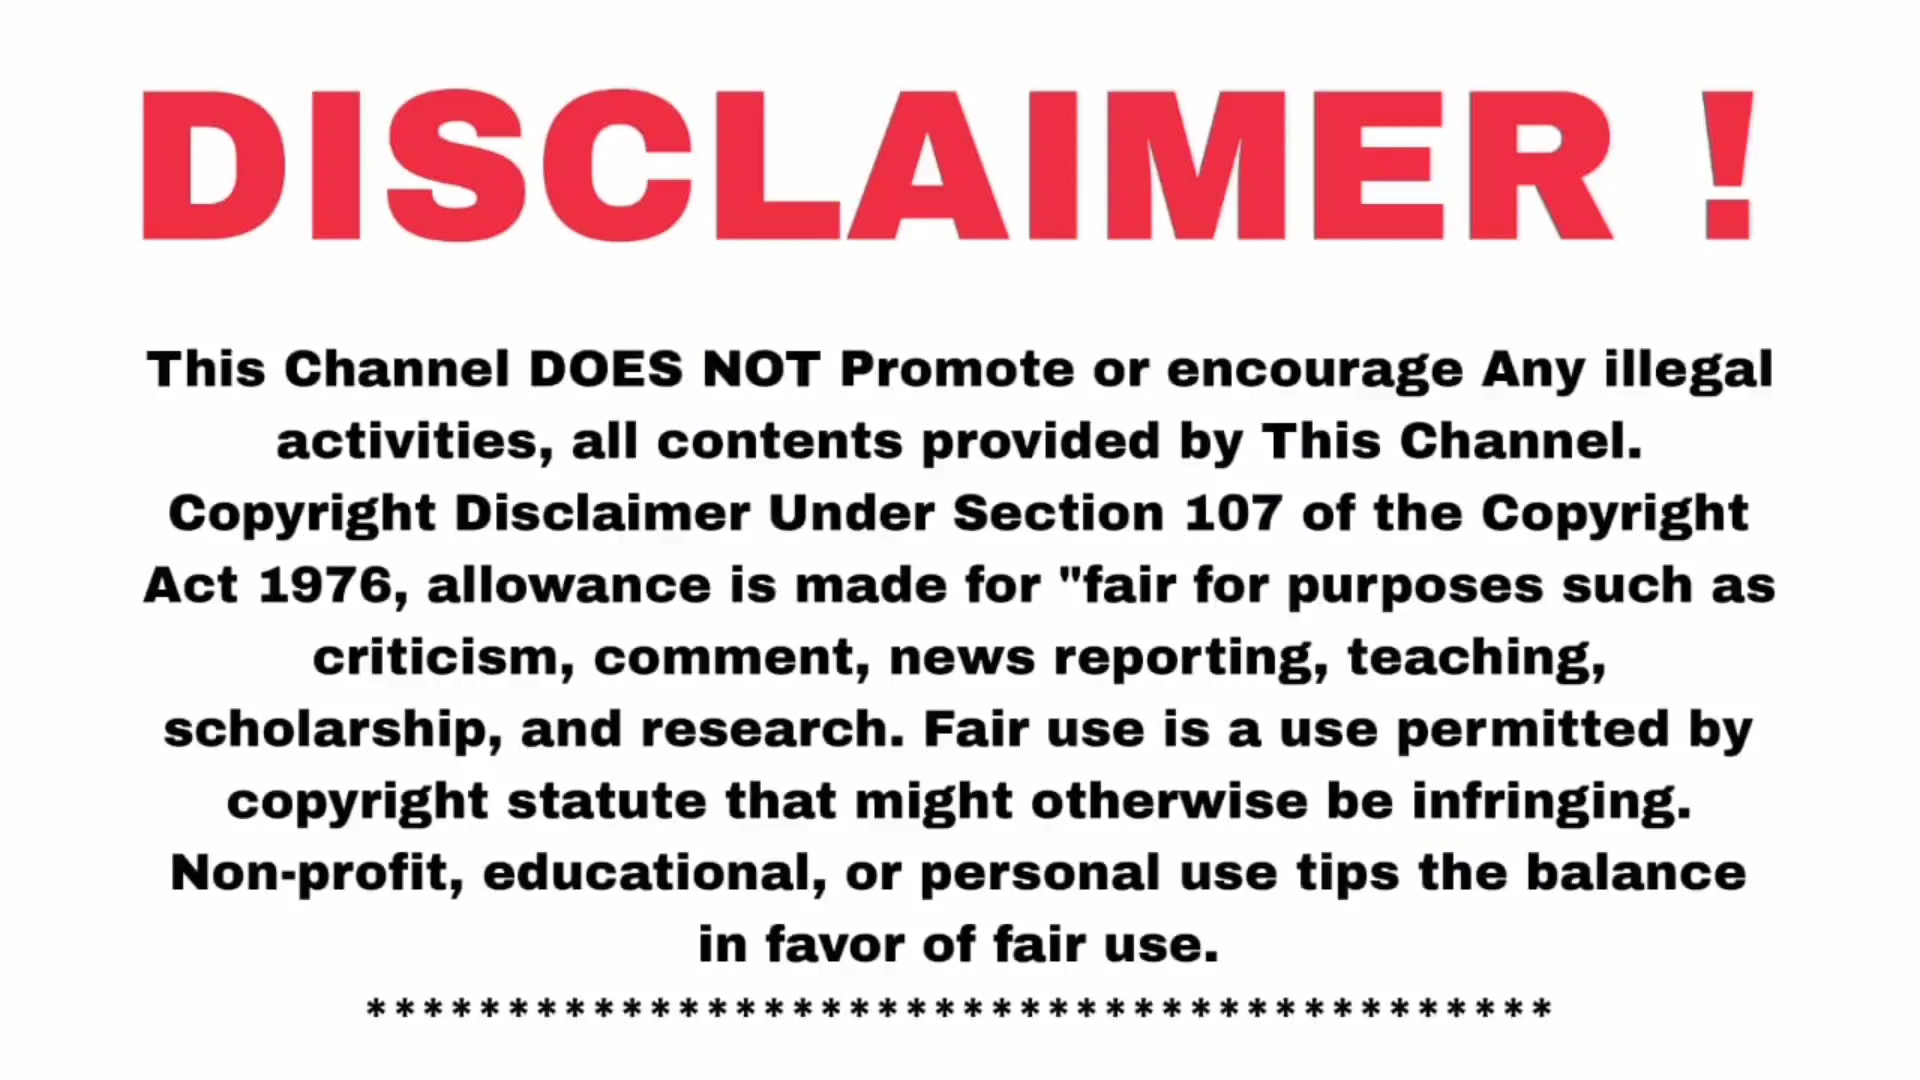 DISCLAIMER !
This Channel DOES NOT Promote or encourage Any illegal
activities, all contents provided by This Channel.
Copyright Disclaimer Under Section 107 of the Copyright
Act 1976, allowance is made for "fair for purposes such as
criticism, comment, news reporting, teaching,
scholarship, and research. Fair use is a use permitted by
copyright statute that might otherwise be infringing.
Non-profit, educational, or personal use tips the balance
in favor of fair use.
******************************************